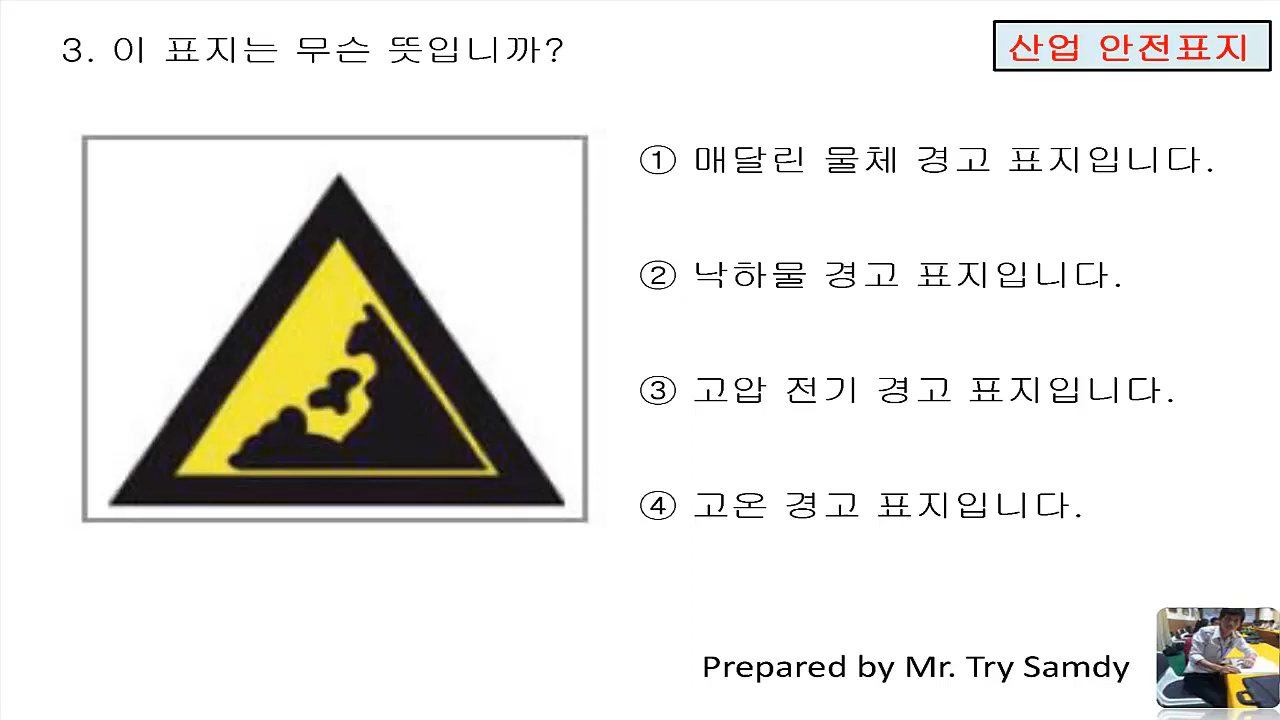 3. 이 표지는 무슨 뜻입니까?
산업 안전표지
① 매달린 물체 경고 표지입니다.
② 낙하물 경고 표지입니다.
③ 고압 전기 경고 표지입니다.
④ 고온 경고 표지입니다.
Prepared by Mr. Try Samdy